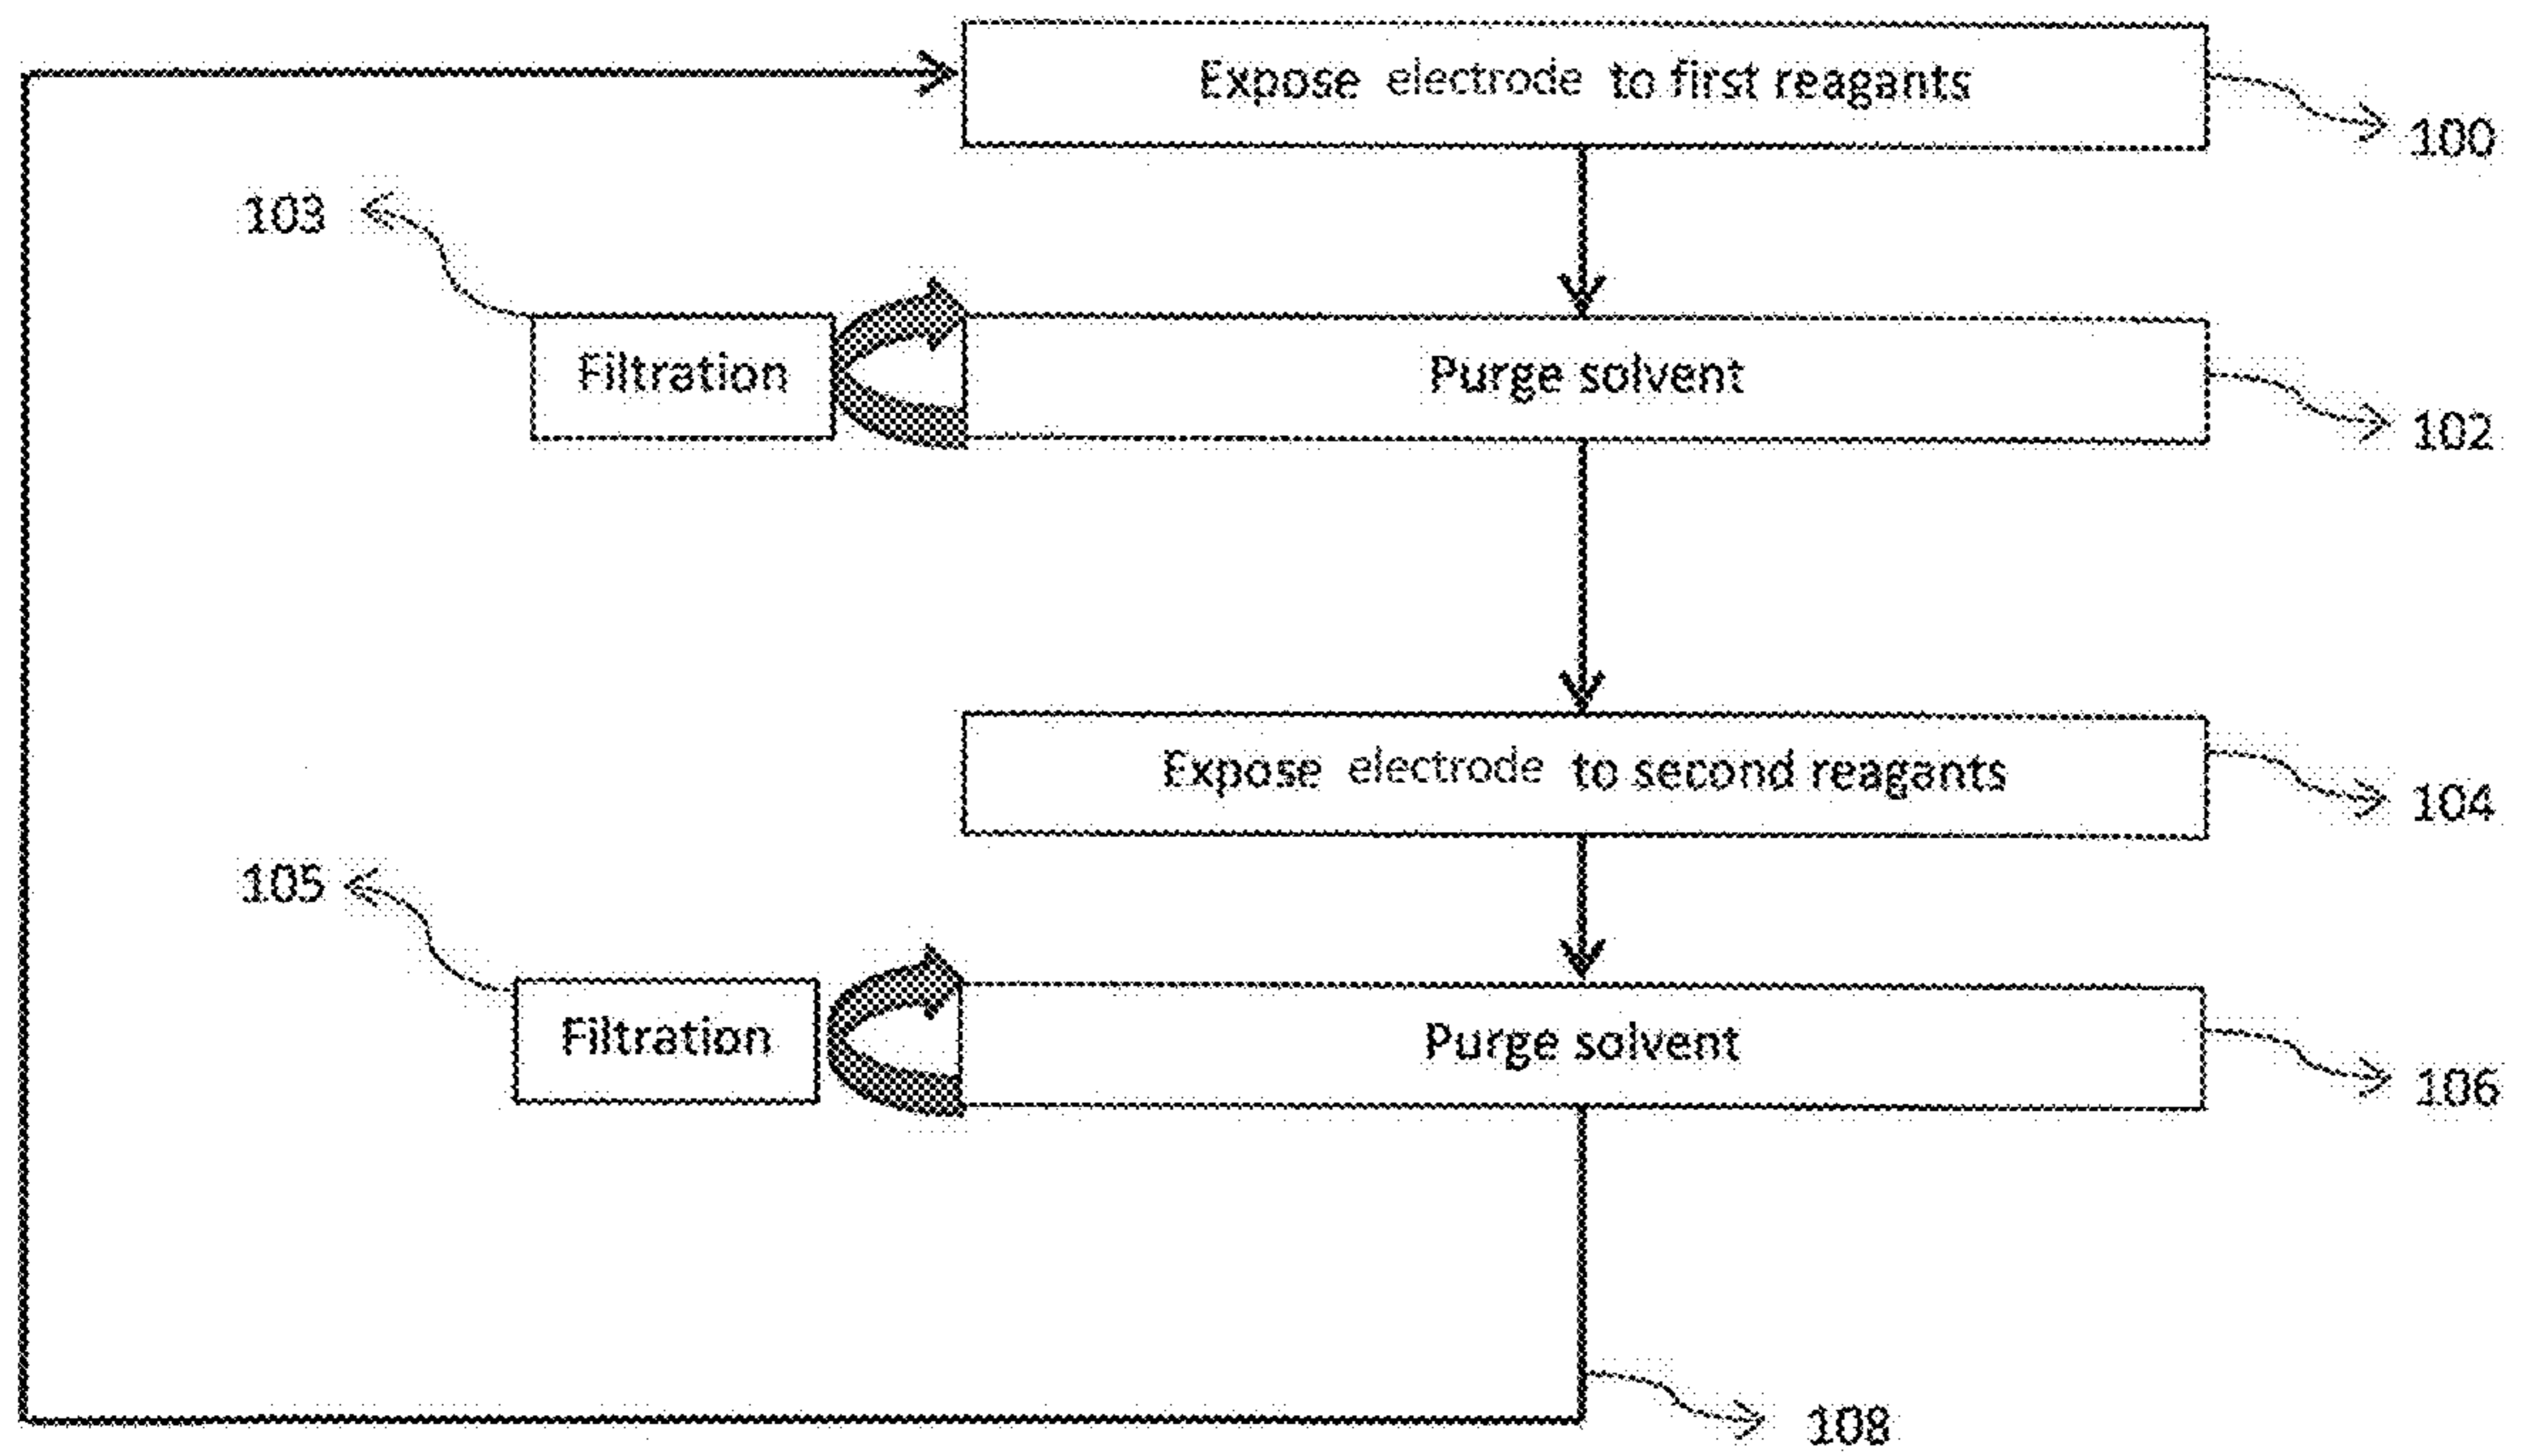 Expose electrode to first reagants
100
103
Filtration
Purge solvent
102
Expose electrode to second reagants
104
105
Filtration
Purge solvent
106
108